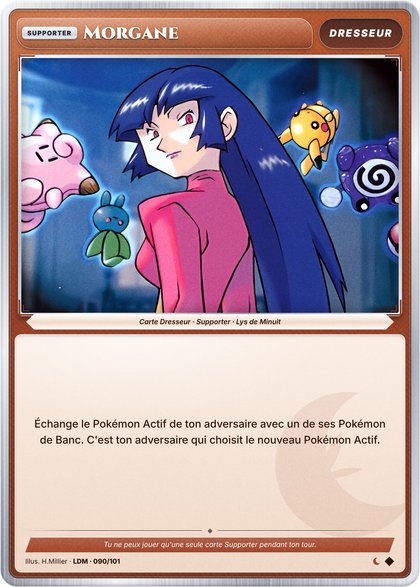 SUPPORTER MORGANE DRESSEUR
Carte Dresseur · Supporter · Lys de Minuit
Échange le Pokémon Actif de ton adversaire avec un de ses Pokémon
de Banc. C'est ton adversaire qui choisit le nouveau Pokémon Actif.
Tu ne peux jouer qu'une seule carte Supporter pendant ton tour.
Illus. H.Millier · LDM · 090/101